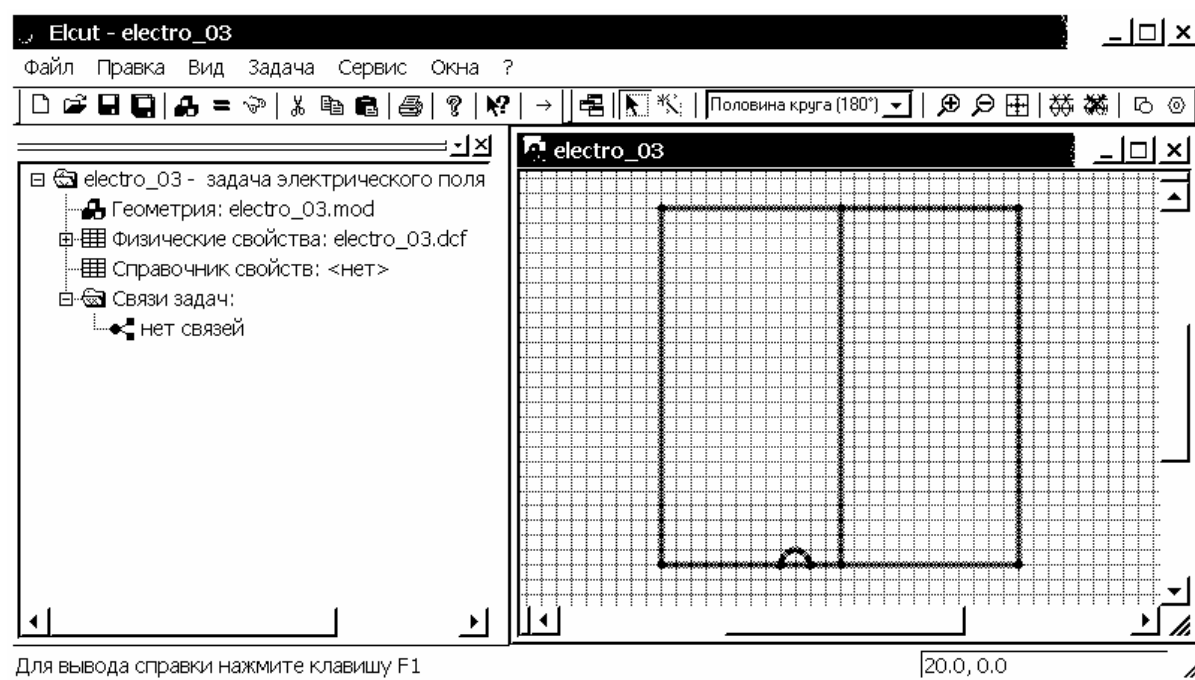 Elcut - electro_03
Файл Правка Вид Задача Сервис Окна ?
Половина круга (180°)
electro_03 - задача электрического поля
Геометрия: electro_03.mod
Физические свойства: electro_03.dcf
Справочник свойств: <нет>
Связи задач:
нет связей
electro_03
Для вывода справки нажмите клавишу F1
20.0, 0.0